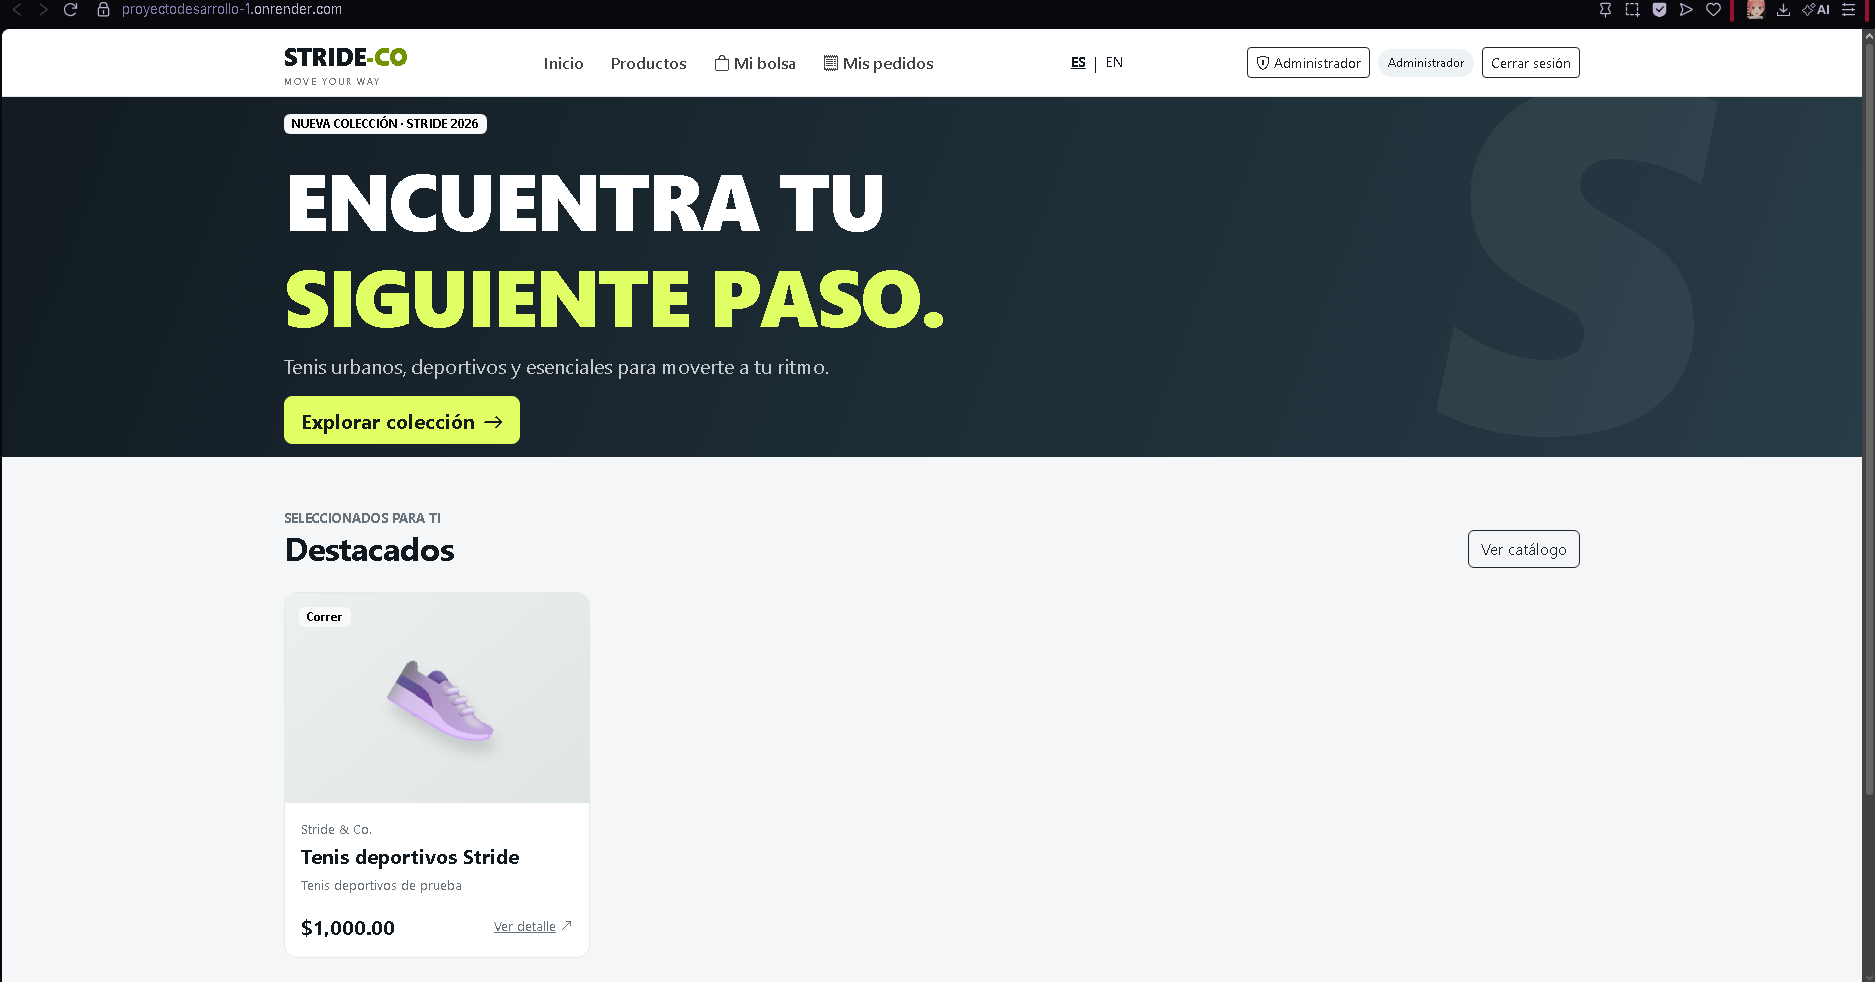 proyectodesarrollo-1.onrender.com
AI
STRIDE-CO
MOVE YOUR WAY
Inicio
Productos
Mi bolsa
Mis pedidos
ES | EN
Administrador
Administrador
Cerrar sesión
NUEVA COLECCIÓN · STRIDE 2026
ENCUENTRA TU
SIGUIENTE PASO.
Tenis urbanos, deportivos y esenciales para moverte a tu ritmo.
Explorar colección →
S
SELECCIONADOS PARA TI
Destacados
Ver catálogo
Correr
Stride & Co.
Tenis deportivos Stride
Tenis deportivos de prueba
$1,000.00
Ver detalle ↗